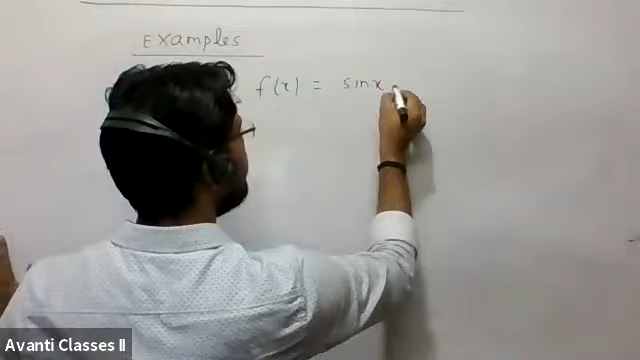 Examples
f(x) = sinx
Avanti Classes II